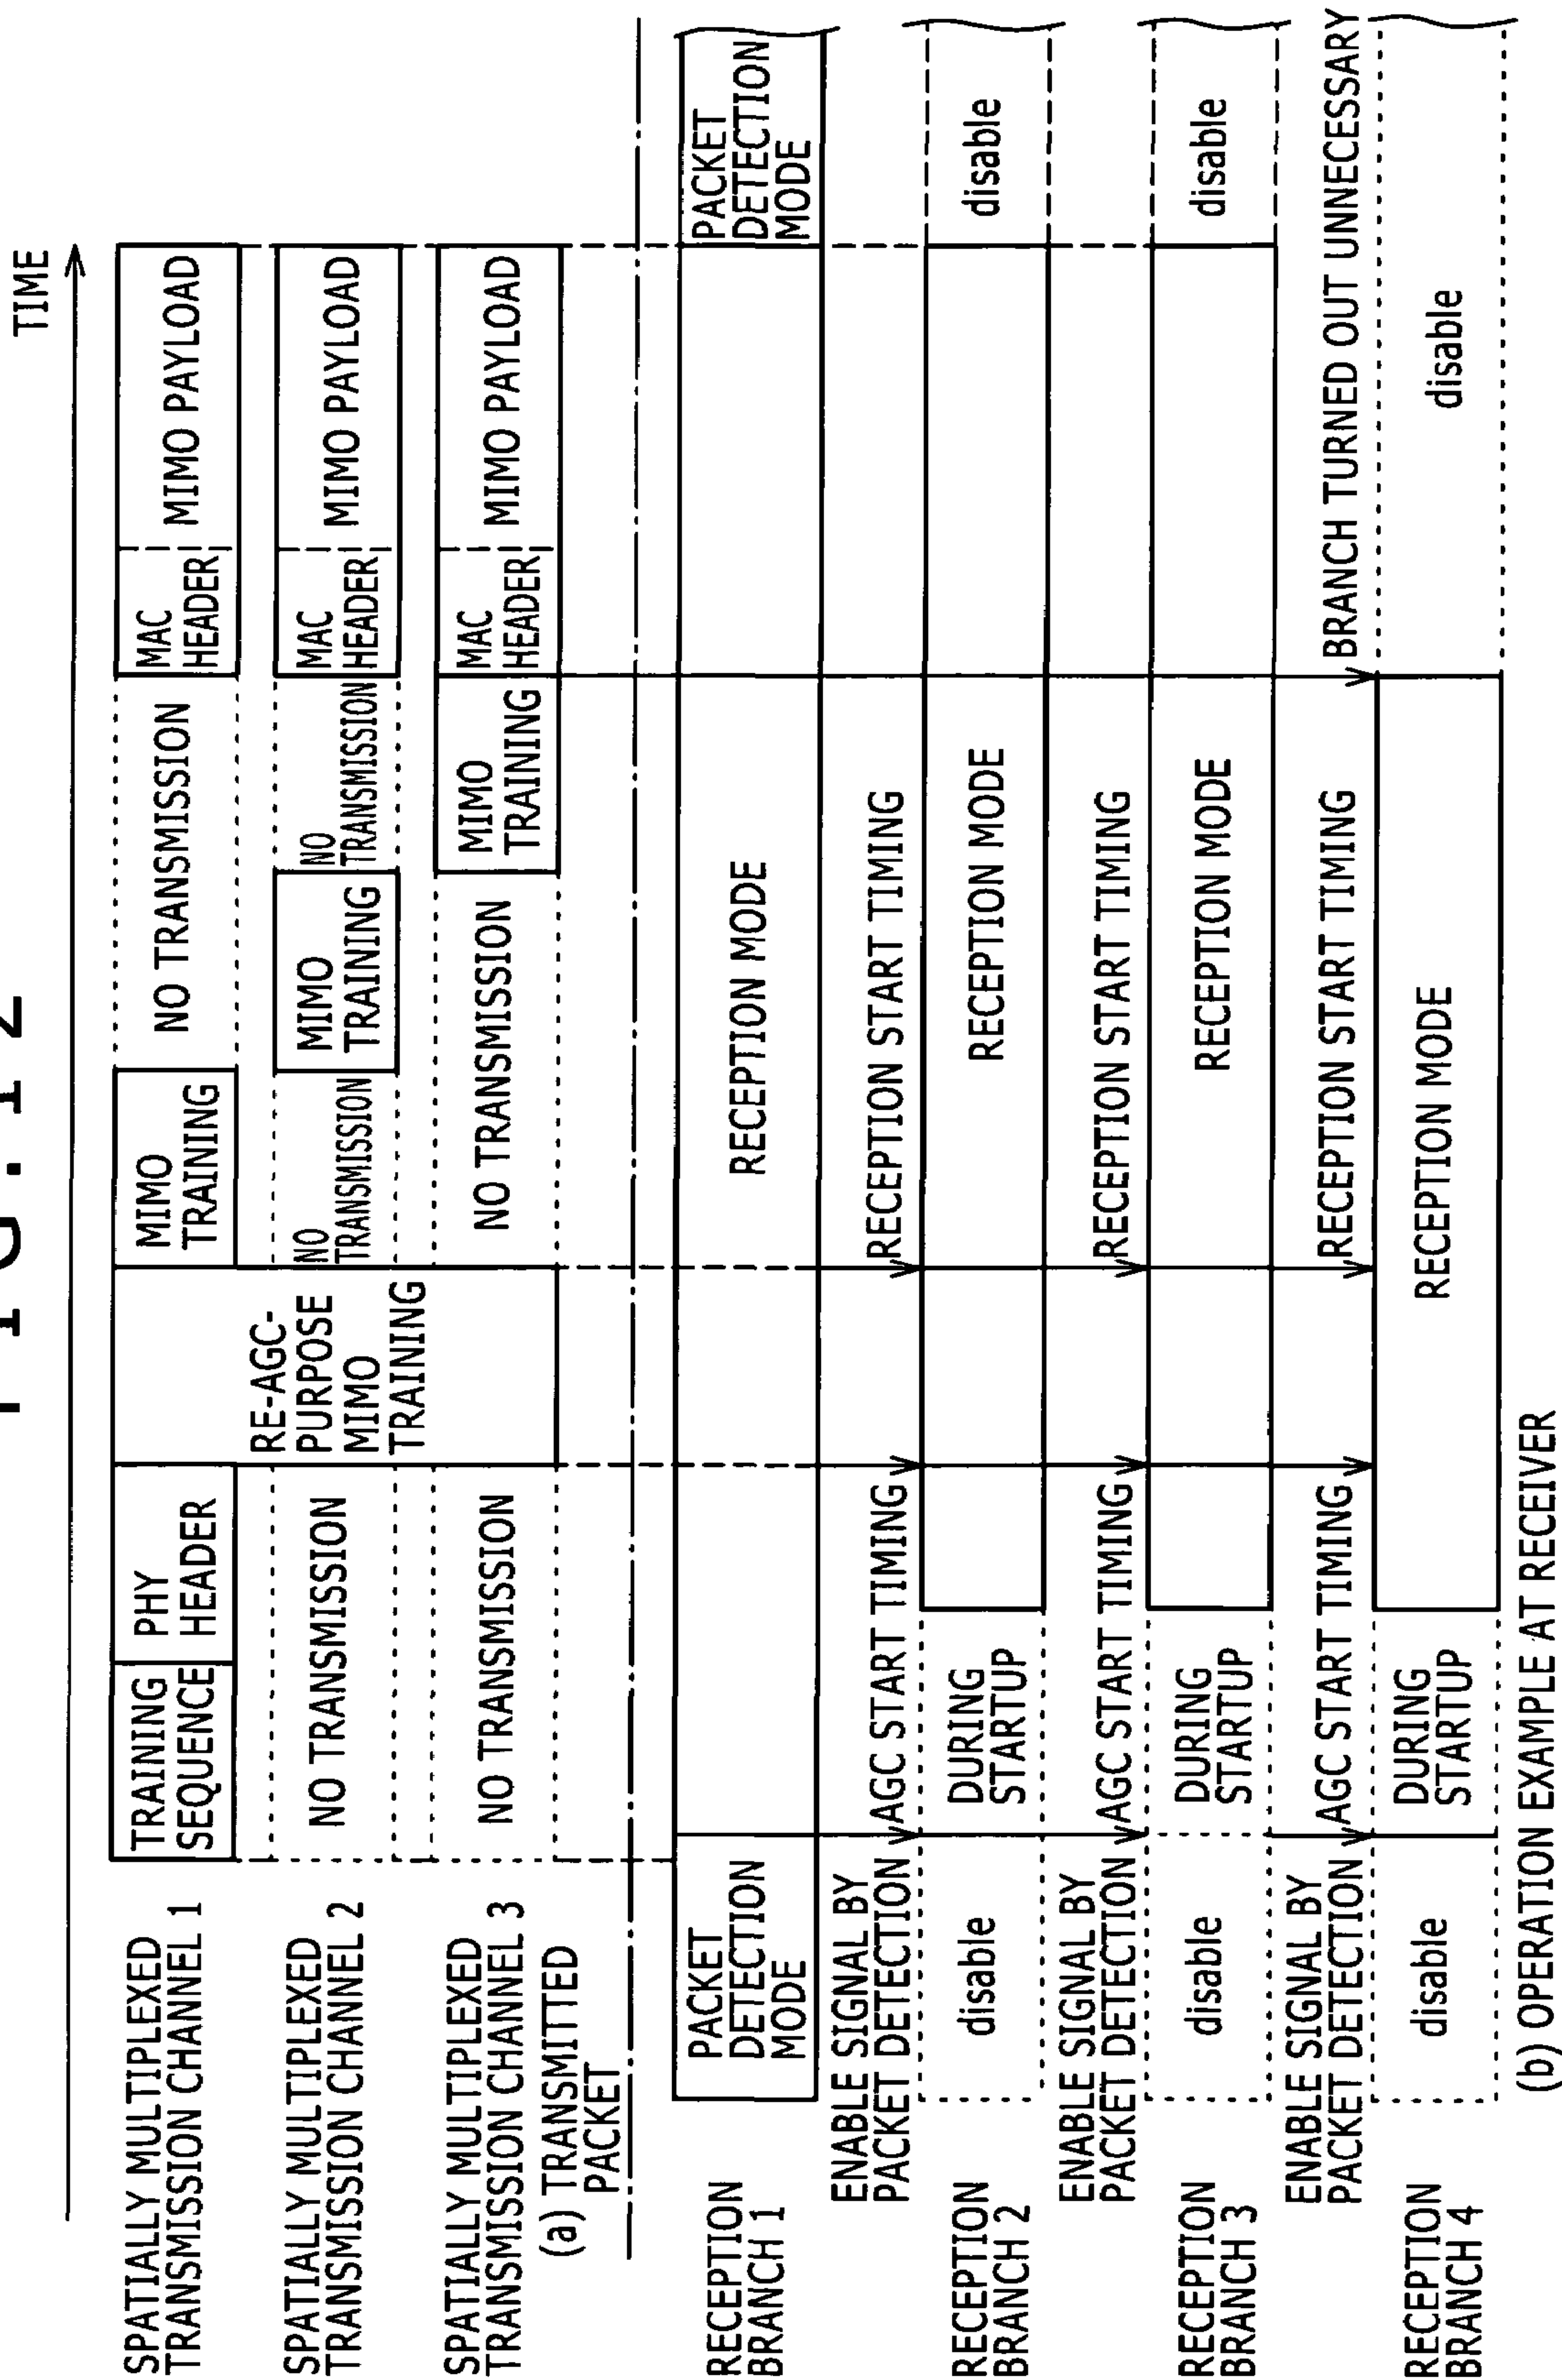 FIG.12
TIME
SPATIALLY MULTIPLEXED
TRANSMISSION CHANNEL 1
TRAINING
SEQUENCE
PHY
HEADER
RE-AGC-
PURPOSE
MIMO
TRAINING
MIMO
TRAINING
NO TRANSMISSION
MAC
HEADER
MIMO PAYLOAD
SPATIALLY MULTIPLEXED
TRANSMISSION CHANNEL 2
NO TRANSMISSION
NO
TRANSMISSION
MIMO
TRAINING
NO
TRANSMISSION
MAC
HEADER
MIMO PAYLOAD
SPATIALLY MULTIPLEXED
TRANSMISSION CHANNEL 3
NO TRANSMISSION
NO TRANSMISSION
MIMO
TRAINING
MAC
HEADER
MIMO PAYLOAD
(a) TRANSMITTED
PACKET
RECEPTION
BRANCH 1
PACKET
DETECTION
MODE
RECEPTION MODE
PACKET
DETECTION
MODE
ENABLE SIGNAL BY
PACKET DETECTION
AGC START TIMING
RECEPTION START TIMING
RECEPTION
BRANCH 2
disable
DURING
STARTUP
RECEPTION MODE
disable
ENABLE SIGNAL BY
PACKET DETECTION
AGC START TIMING
RECEPTION START TIMING
RECEPTION
BRANCH 3
disable
DURING
STARTUP
RECEPTION MODE
disable
ENABLE SIGNAL BY
PACKET DETECTION
AGC START TIMING
RECEPTION START TIMING
BRANCH TURNED OUT UNNECESSARY
RECEPTION
BRANCH 4
disable
DURING
STARTUP
RECEPTION MODE
disable
(b) OPERATION EXAMPLE AT RECEIVER